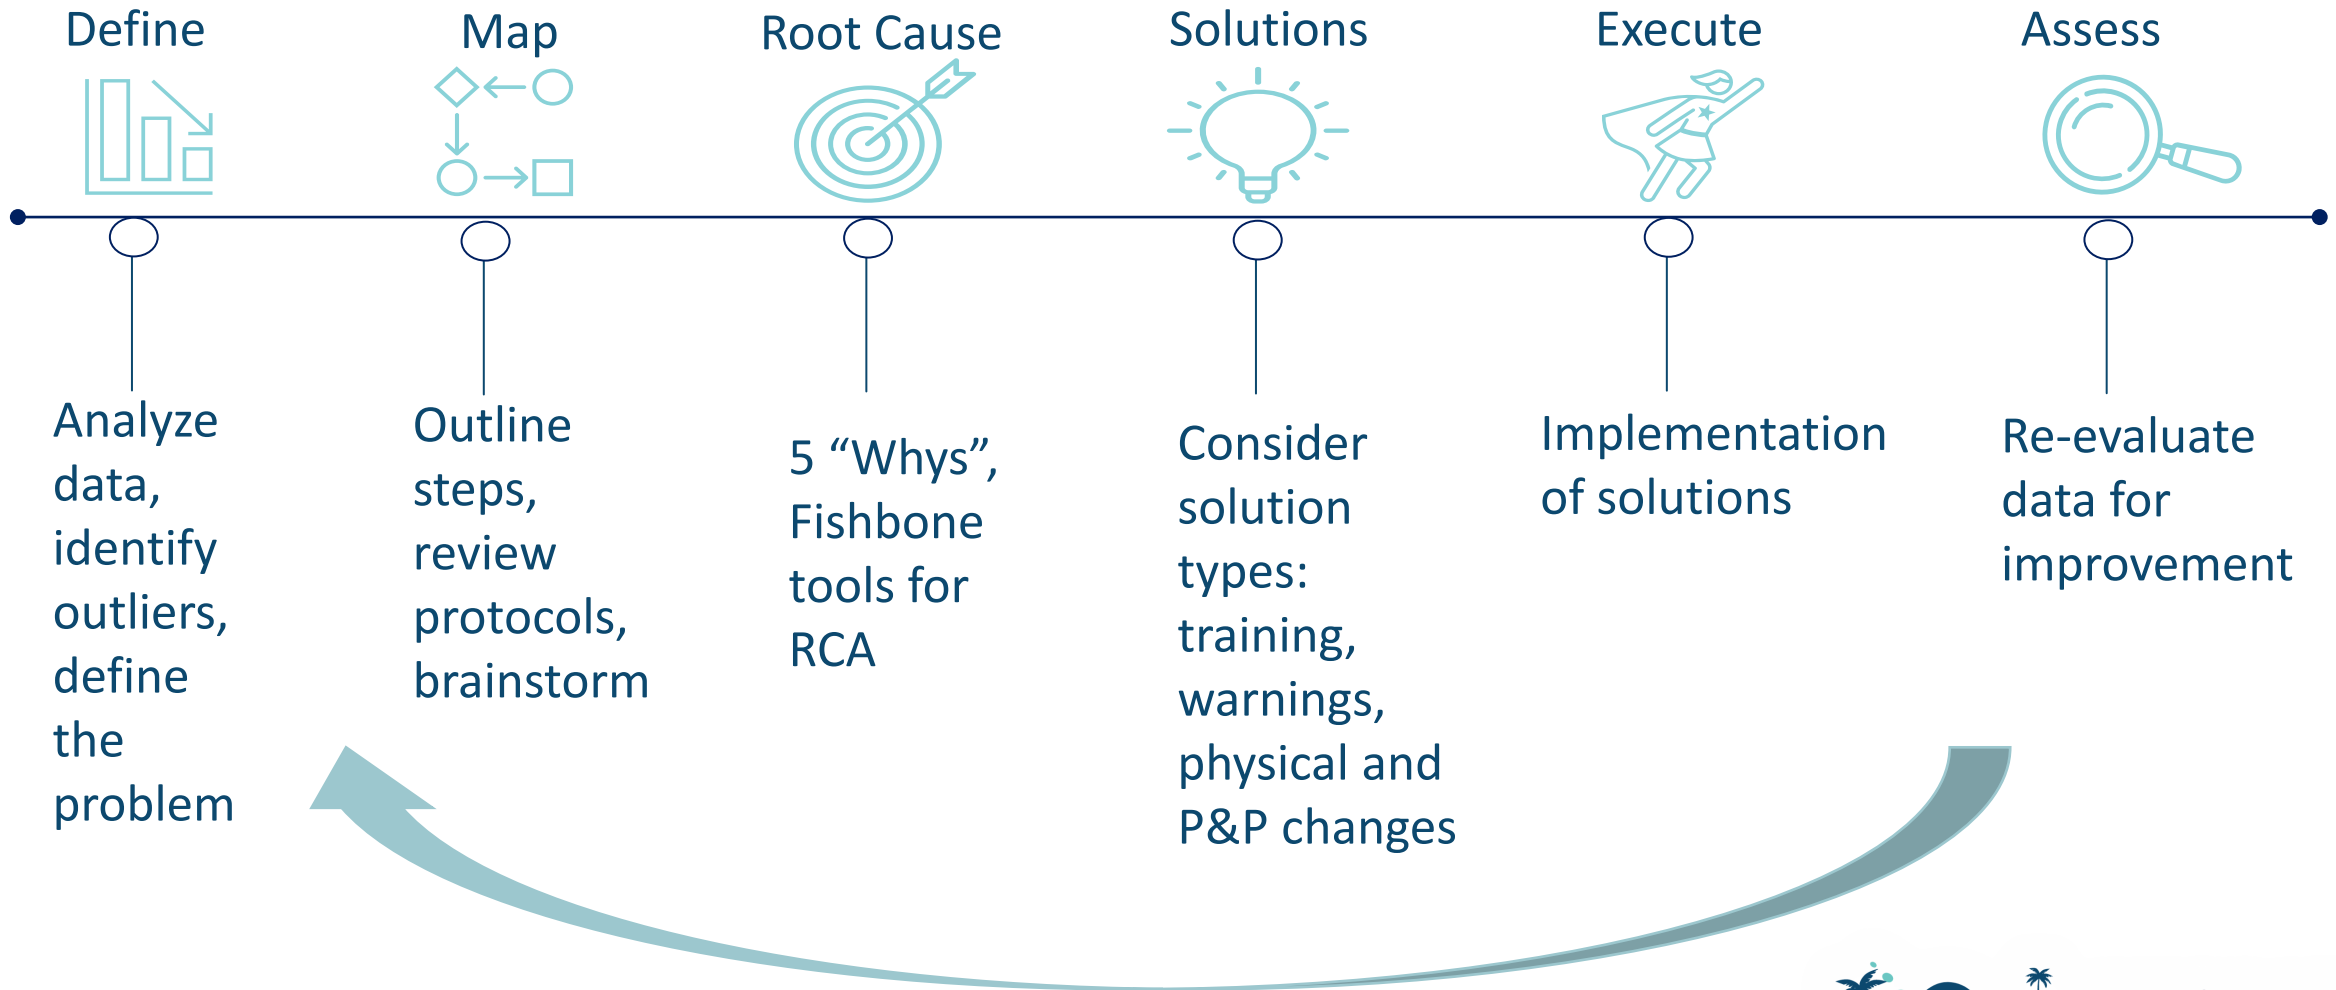 Define
Analyze
data,
identify
outliers,
define
the
problem
Map
Outline
steps,
review
protocols,
brainstorm
Root Cause
5 “Whys”,
Fishbone
tools for
RCA
Solutions
Consider
solution
types:
training,
warnings,
physical and
P&P changes
Execute
Implementation
of solutions
Assess
Re-evaluate
data for
improvement